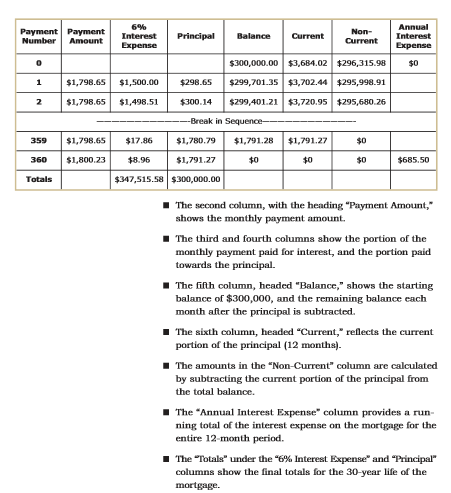 Payment Number Payment Amount 6% Interest Expense Principal Balance Current Non-Current Annual Interest Expense
0 $300,000.00 $3,684.02 $296,315.98 $0
1 $1,798.65 $1,500.00 $298.65 $299,701.35 $3,702.44 $295,998.91
2 $1,798.65 $1,498.51 $300.14 $299,401.21 $3,720.95 $295,680.26
---Break in Sequence---
359 $1,798.65 $17.86 $1,780.79 $1,791.28 $1,791.27 $0
360 $1,800.23 $8.96 $1,791.27 $0 $0 $0 $685.50
Totals $347,515.58 $300,000.00
■ The second column, with the heading "Payment Amount,"
shows the monthly payment amount.
■ The third and fourth columns show the portion of the
monthly payment paid for interest, and the portion paid
towards the principal.
■ The fifth column, headed "Balance," shows the starting
balance of $300,000, and the remaining balance each
month after the principal is subtracted.
■ The sixth column, headed "Current," reflects the current
portion of the principal (12 months).
■ The amounts in the "Non-Current" column are calculated
by subtracting the current portion of the principal from
the total balance.
■ The "Annual Interest Expense" column provides a run-
ning total of the interest expense on the mortgage for the
entire 12-month period.
■ The "Totals" under the "6% Interest Expense" and "Principal"
columns show the final totals for the 30-year life of the
mortgage.